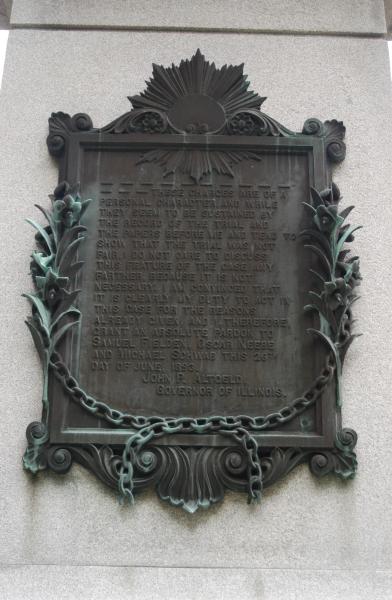 _ _ _ _ _ THESE CHARGES ARE OF A
PERSONAL CHARACTER, AND WHILE
THEY SEEM TO BE SUSTAINED BY
THE RECORD OF THE TRIAL AND
THE PAPERS BEFORE ME AND TEND TO
SHOW THAT THE TRIAL WAS NOT
FAIR, I DO NOT CARE TO DISCUSS
THIS FEATURE OF THE CASE ANY
FARTHER, BECAUSE IT IS NOT
NECESSARY. I AM CONVINCED THAT
IT IS CLEARLY MY DUTY TO ACT IN
THIS CASE FOR THE REASONS
ALREADY GIVEN; AND I, THEREFORE,
GRANT AN ABSOLUTE PARDON TO
SAMUEL FIELDEN, OSCAR NEEBE
AND MICHAEL SCHWAB THIS 26TH
DAY OF JUNE, 1893.
JOHN P. ALTGELD,
GOVERNOR OF ILLINOIS.